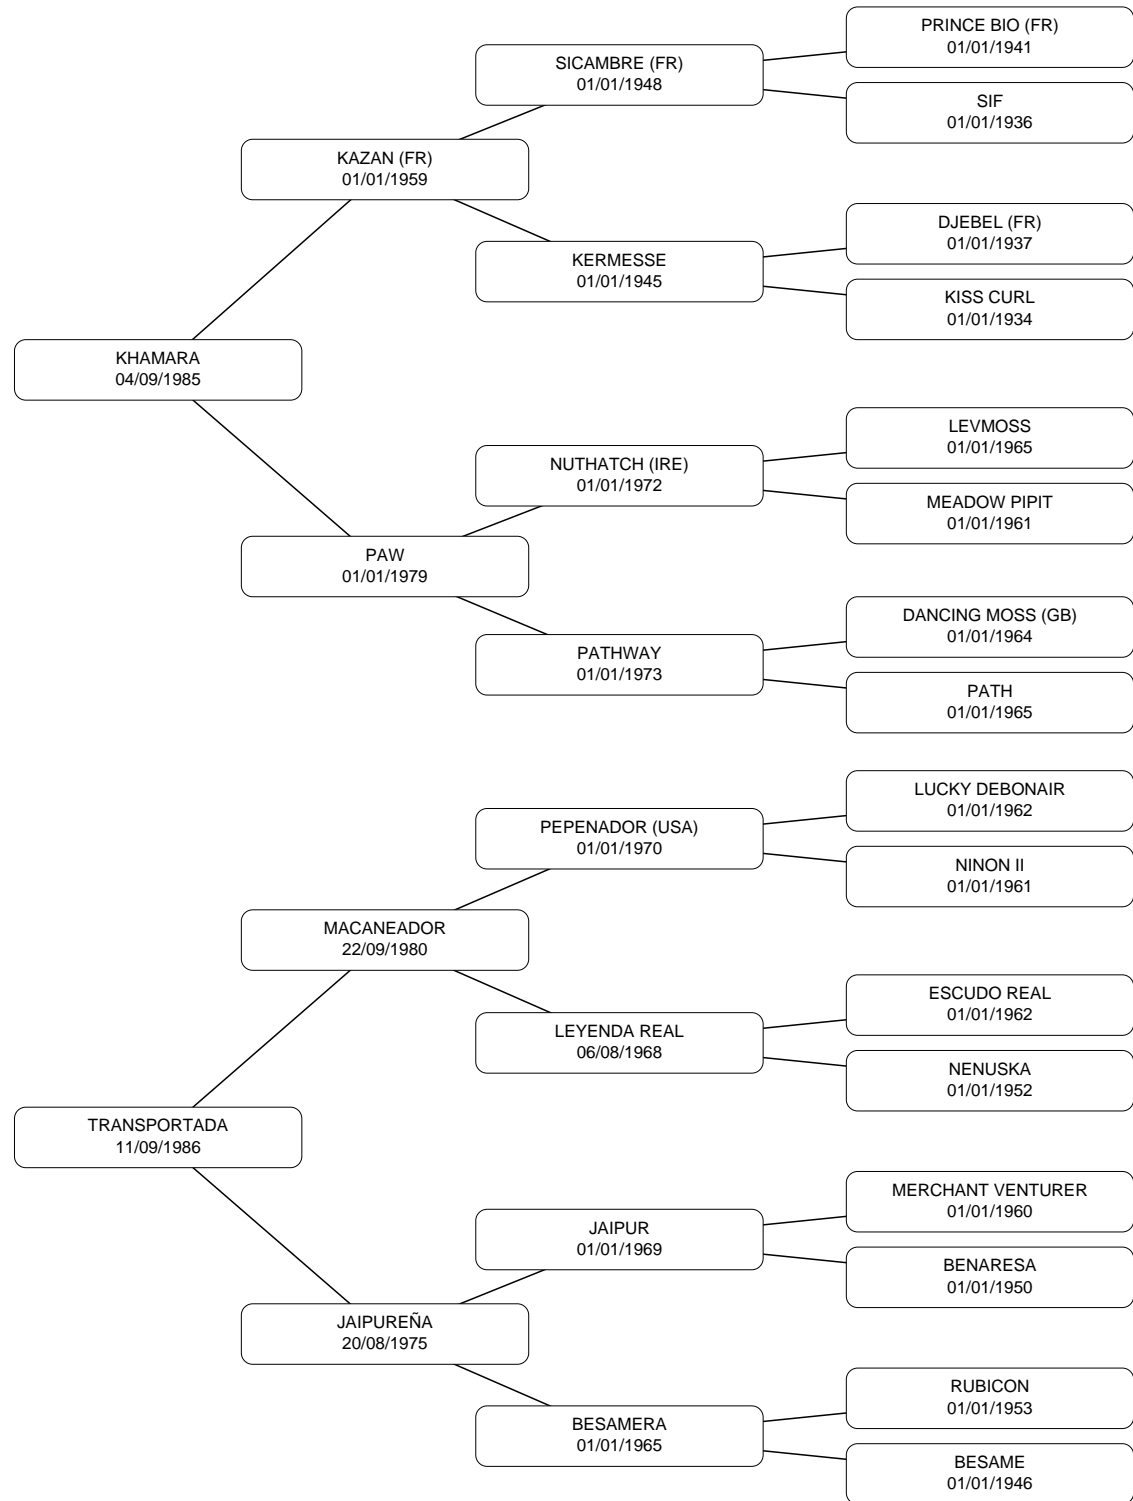 PRINCE BIO (FR)
01/01/1941
SICAMBRE (FR)
01/01/1948
SIF
01/01/1936
KAZAN (FR)
01/01/1959
DJEBEL (FR)
01/01/1937
KERMESSE
01/01/1945
KISS CURL
01/01/1934
KHAMARA
04/09/1985
LEVMOSS
01/01/1965
NUTHATCH (IRE)
01/01/1972
MEADOW PIPIT
01/01/1961
PAW
01/01/1979
DANCING MOSS (GB)
01/01/1964
PATHWAY
01/01/1973
PATH
01/01/1965
LUCKY DEBONAIR
01/01/1962
PEPENADOR (USA)
01/01/1970
NINON II
01/01/1961
MACANEADOR
22/09/1980
ESCUDO REAL
01/01/1962
LEYENDA REAL
06/08/1968
NENUSKA
01/01/1952
TRANSPORTADA
11/09/1986
MERCHANT VENTURER
01/01/1960
JAIPUR
01/01/1969
BENARESA
01/01/1950
JAIPUREÑA
20/08/1975
RUBICON
01/01/1953
BESAMERA
01/01/1965
BESAME
01/01/1946